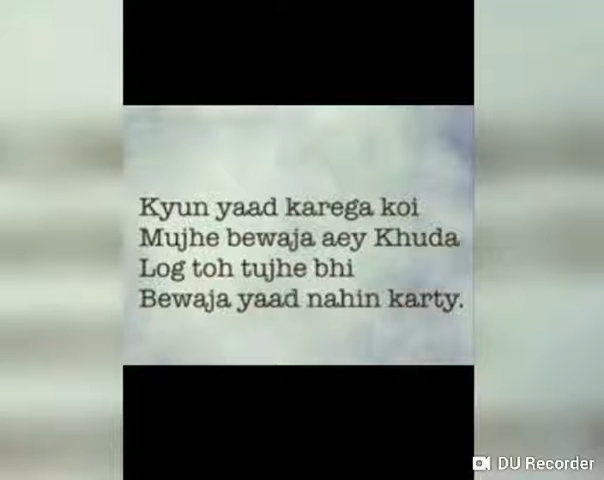 Kyun yaad karega koi
Mujhe bewaja aey Khuda
Log toh tujhe bhi
Bewaja yaad nahin karty.
DU Recorder